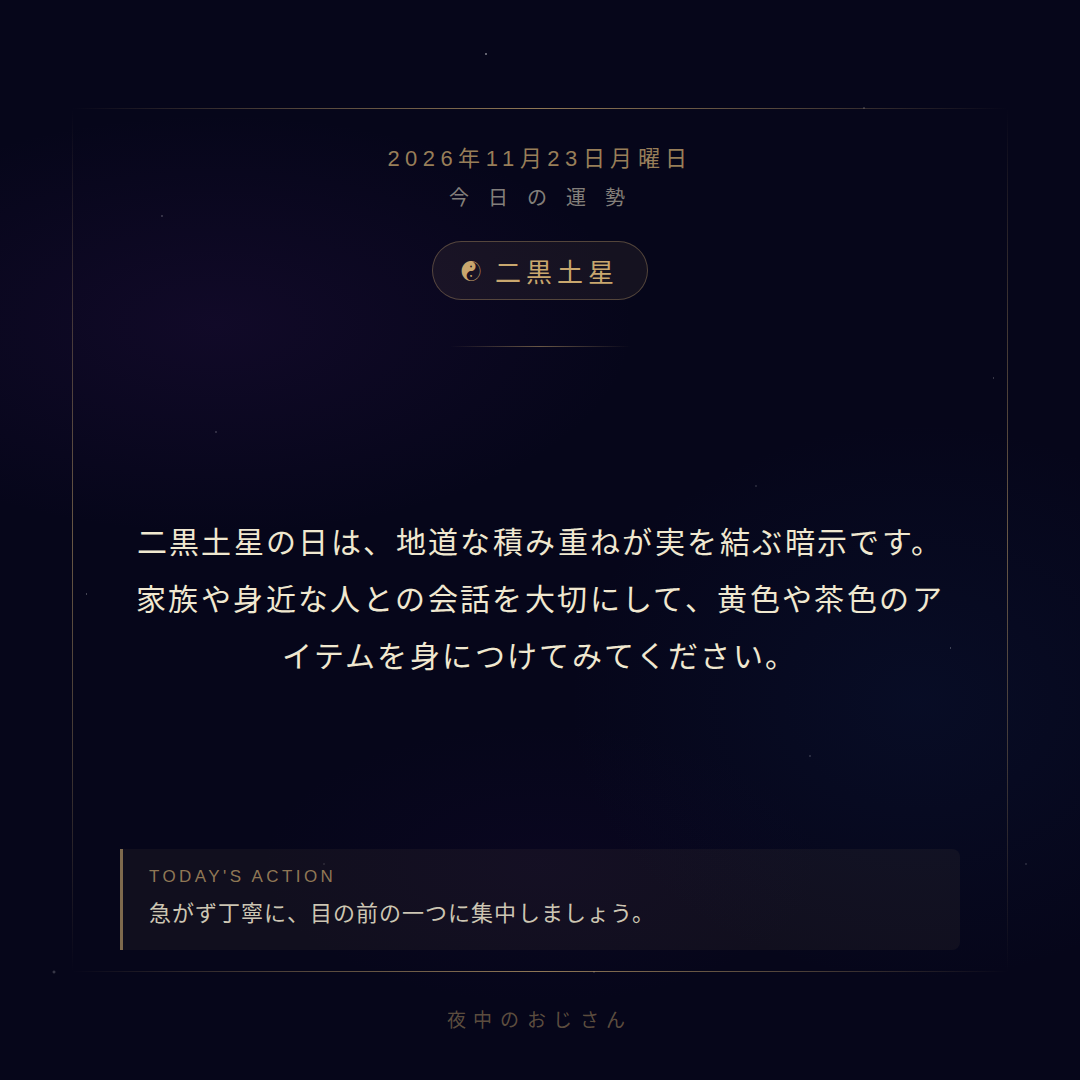 2026年11月23日月曜日
今日の運勢
☯ 二黒土星
二黒土星の日は、地道な積み重ねが実を結ぶ暗示です。
家族や身近な人との会話を大切にして、黄色や茶色のア
イテムを身につけてみてください。
TODAY'S ACTION
急がず丁寧に、目の前の一つに集中しましょう。
夜中のおじさん